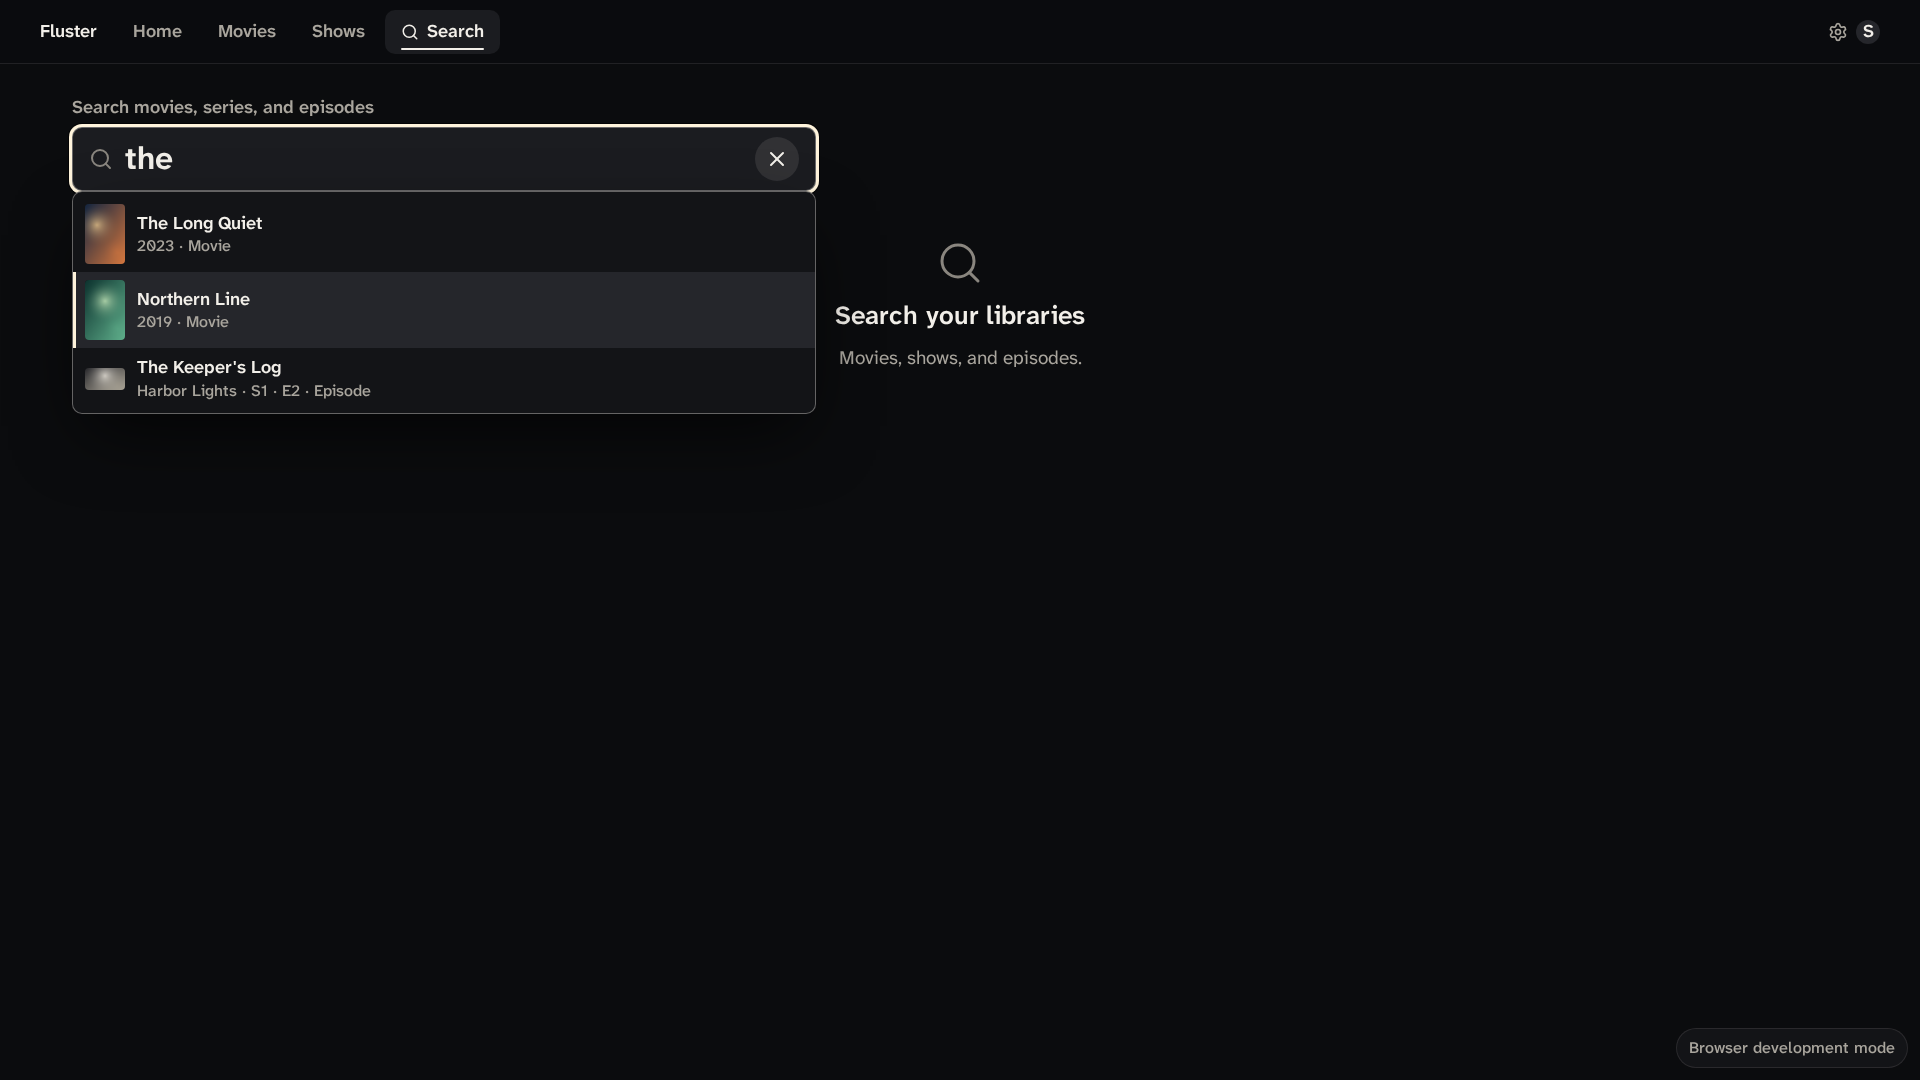 Fluster
Home
Movies
Shows
Search
S
Search movies, series, and episodes
the
The Long Quiet
2023 · Movie
Northern Line
2019 · Movie
The Keeper's Log
Harbor Lights · S1 · E2 · Episode
Search your libraries
Movies, shows, and episodes.
Browser development mode